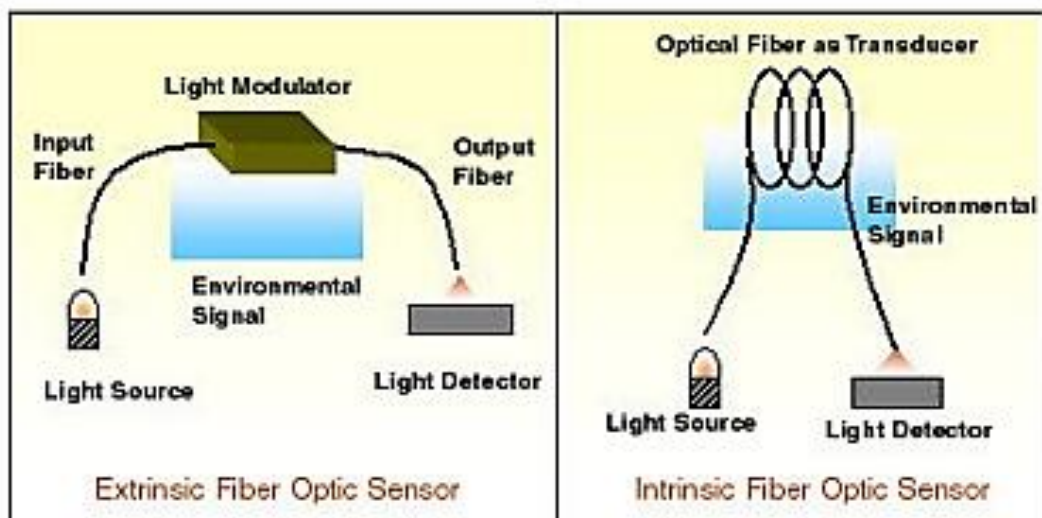 Light Modulator
Input
Fiber
Output
Fiber
Environmental
Signal
Light Source
Light Detector
Extrinsic Fiber Optic Sensor
Optical Fiber as Transducer
Environmental
Signal
Light Source
Light Detector
Intrinsic Fiber Optic Sensor